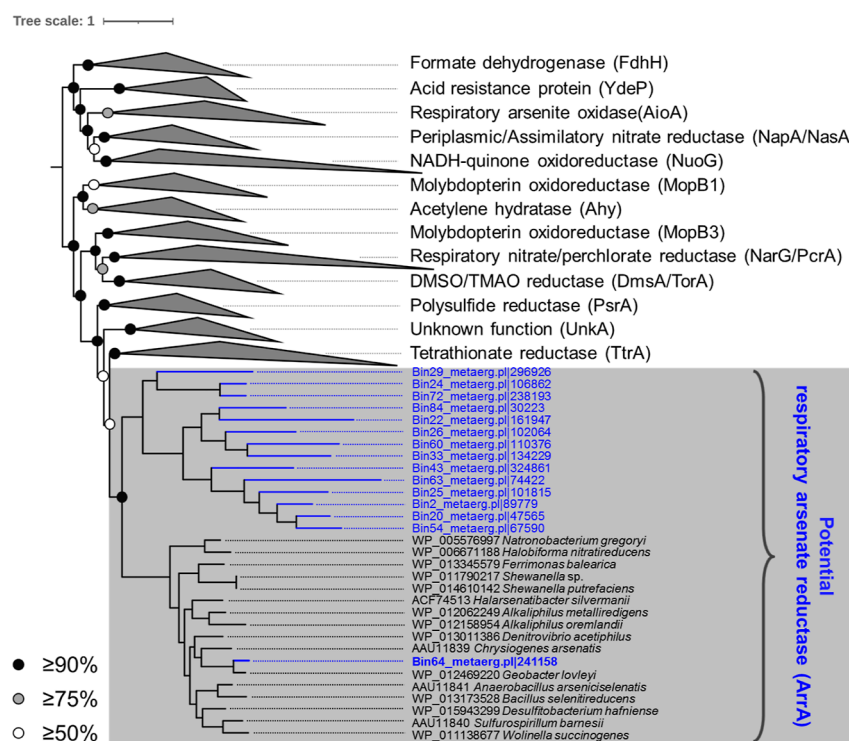 Tree scale: 1
Formate dehydrogenase (FdhH)
Acid resistance protein (YdeP)
Respiratory arsenite oxidase(AioA)
Periplasmic/Assimilatory nitrate reductase (NapA/NasA
NADH-quinone oxidoreductase (NuoG)
Molybdopterin oxidoreductase (MopB1)
Acetylene hydratase (Ahy)
Molybdopterin oxidoreductase (MopB3)
Respiratory nitrate/perchlorate reductase (NarG/PcrA)
DMSO/TMAO reductase (DmsA/TorA)
Polysulfide reductase (PsrA)
Unknown function (UnkA)
Tetrathionate reductase (TtrA)
Bin29_metaerg.pl|296926
Bin24_metaerg.pl|106862
Bin72_metaerg.pl|238193
Bin84_metaerg.pl|30223
Bin22_metaerg.pl|161947
Bin26_metaerg.pl|102064
Bin60_metaerg.pl|110376
Bin33_metaerg.pl|134229
Bin43_metaerg.pl|324861
Bin63_metaerg.pl|74422
Bin25_metaerg.pl|101815
Bin2_metaerg.pl|89779
Bin20_metaerg.pl|47565
Bin54_metaerg.pl|67590
WP_005576997 Natronobacterium gregoryi
WP_006671188 Halobiforma nitratireducens
WP_013345579 Ferrimonas balearica
WP_011790217 Shewanella sp.
WP_014610142 Shewanella putrefaciens
ACF74513 Halarsenatibacter silvermanii
WP_012062249 Alkaliphilus metalliredigens
WP_012158954 Alkaliphilus oremlandii
WP_013011386 Denitrovibrio acetiphilus
AAU11839 Chrysiogenes arsenatis
Bin64_metaerg.pl|241158
WP_012469220 Geobacter lovleyi
AAU11841 Anaerobacillus arseniciselenatis
WP_013173528 Bacillus selenitireducens
WP_015943299 Desulfitobacterium hafniense
AAU11840 Sulfurospirillum barnesii
WP_011138677 Wolinella succinogenes
Potential
respiratory arsenate reductase (ArrA)
≥90%
≥75%
≥50%